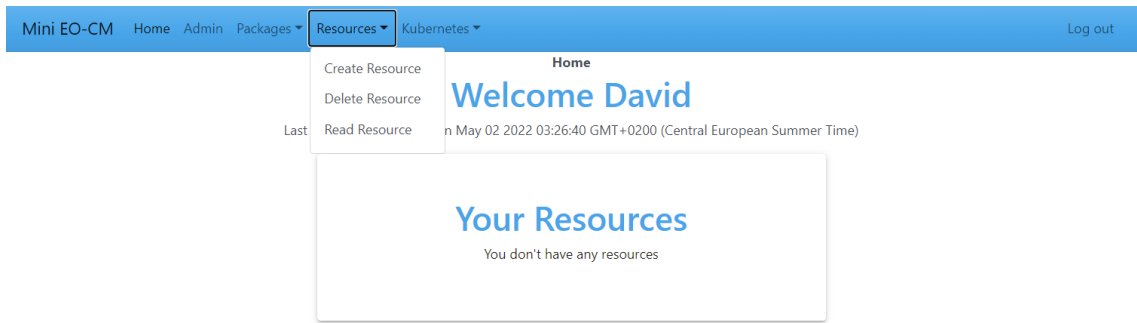 Mini EO-CM Home Admin Packages Resources Kubernetes Log out
Create Resource
Delete Resource
Read Resource
Home
Welcome David
Last n May 02 2022 03:26:40 GMT+0200 (Central European Summer Time)
Your Resources
You don't have any resources